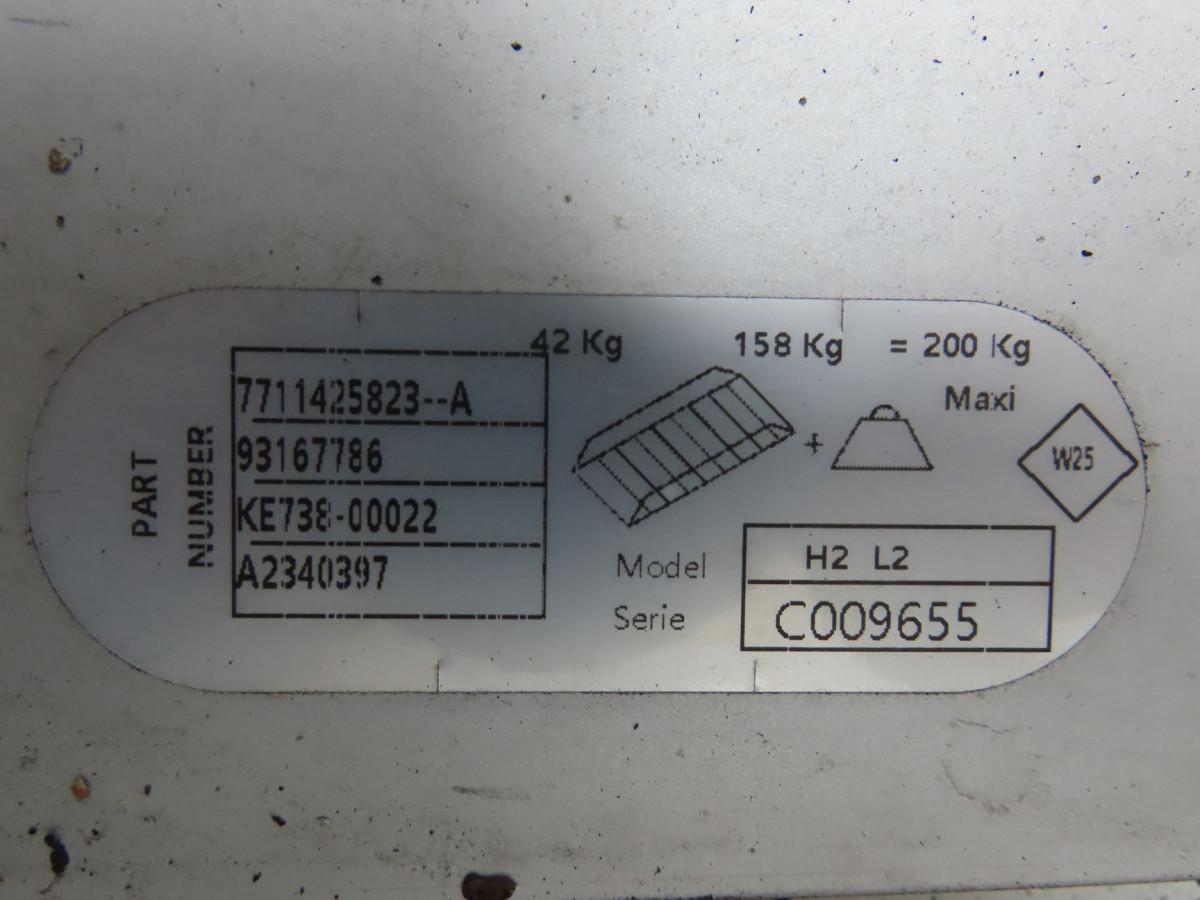 42 Kg 158 Kg = 200 Kg
Maxi
PART
NUMBER
7711425823--A
93167786
KE738-00022
A2340397
+
W25
Model H2 L2
Serie C009655